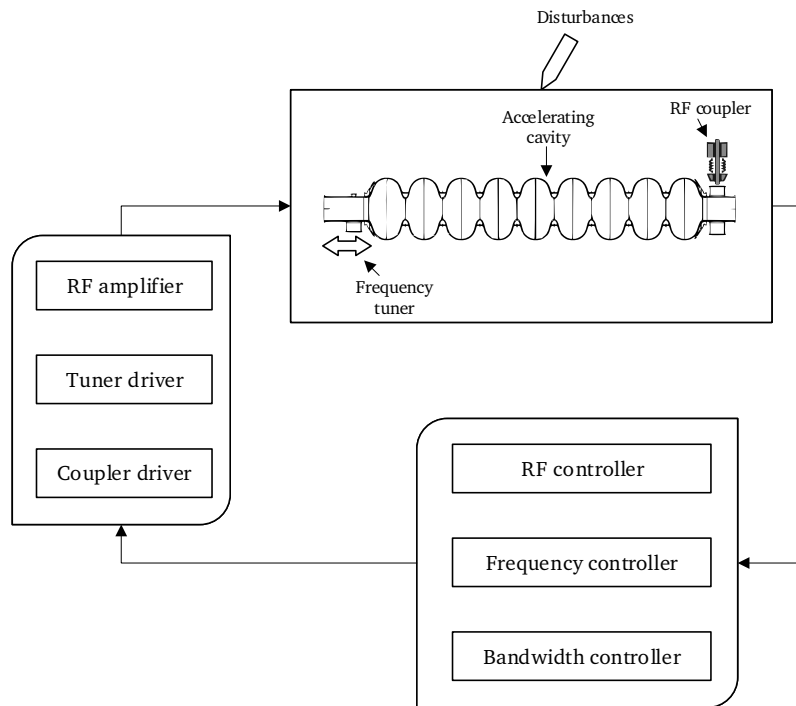 Disturbances
RF coupler
Accelerating
cavity
Frequency
tuner
RF amplifier
Tuner driver
Coupler driver
RF controller
Frequency controller
Bandwidth controller